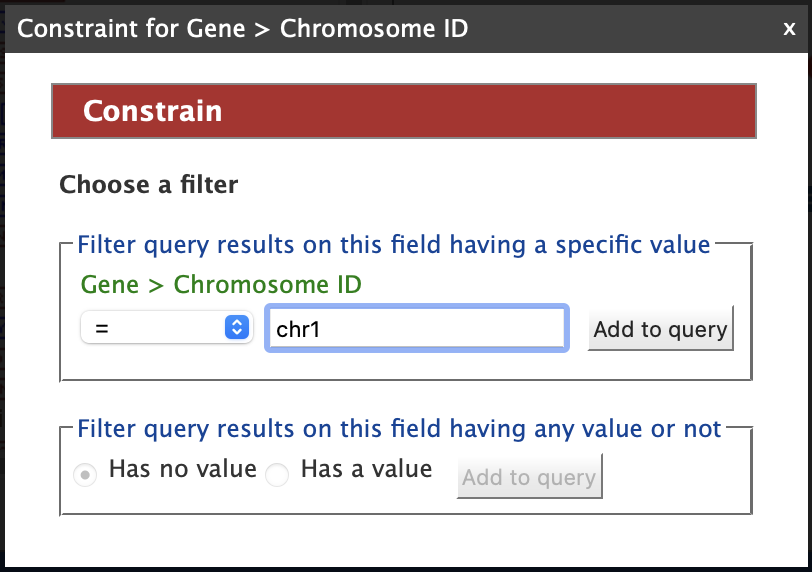 Constraint for Gene > Chromosome ID x
Constrain
Choose a filter
Filter query results on this field having a specific value
Gene > Chromosome ID
= chr1 Add to query
Filter query results on this field having any value or not
Has no value Has a value Add to query